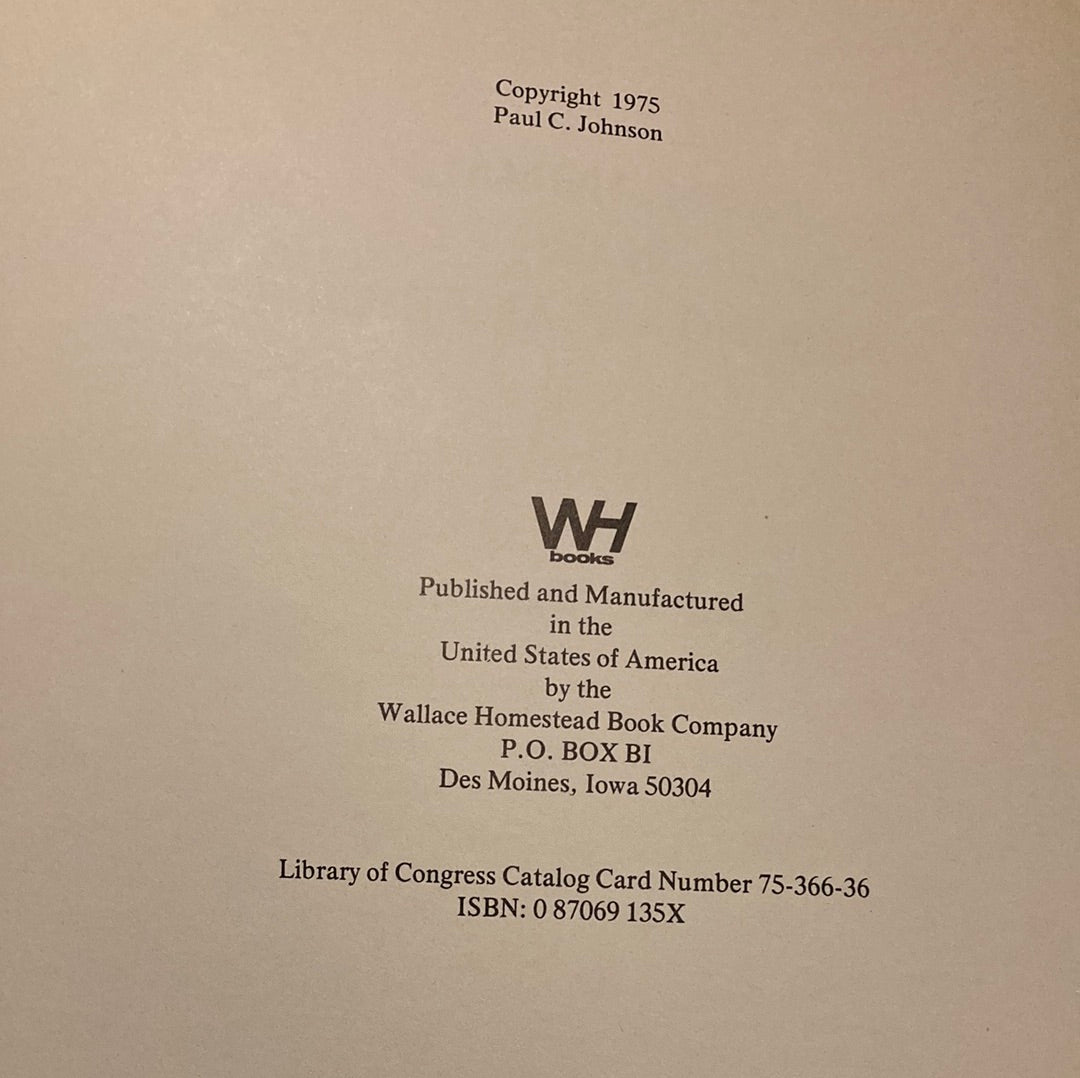 Copyright 1975
Paul C. Johnson
WH
books
Published and Manufactured
in the
United States of America
by the
Wallace Homestead Book Company
P.O. BOX BI
Des Moines, Iowa 50304
Library of Congress Catalog Card Number 75-366-36
ISBN: 0 87069 135X